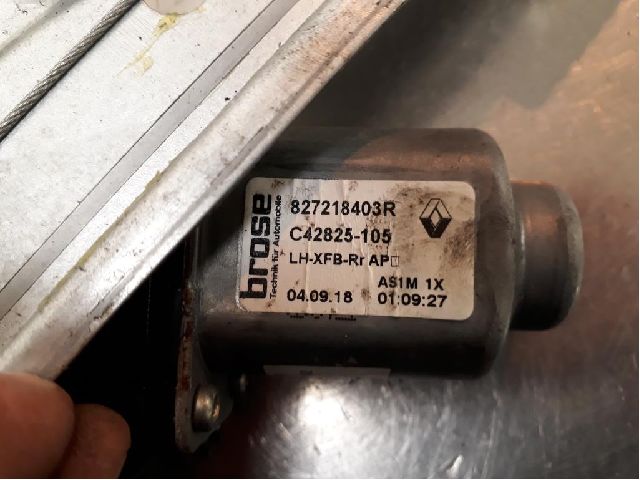 brose
Technik für Automobile
827218403R
C42825-105
LH-XFB-Rr AP□
AS1M 1X
04.09.18 01:09:27